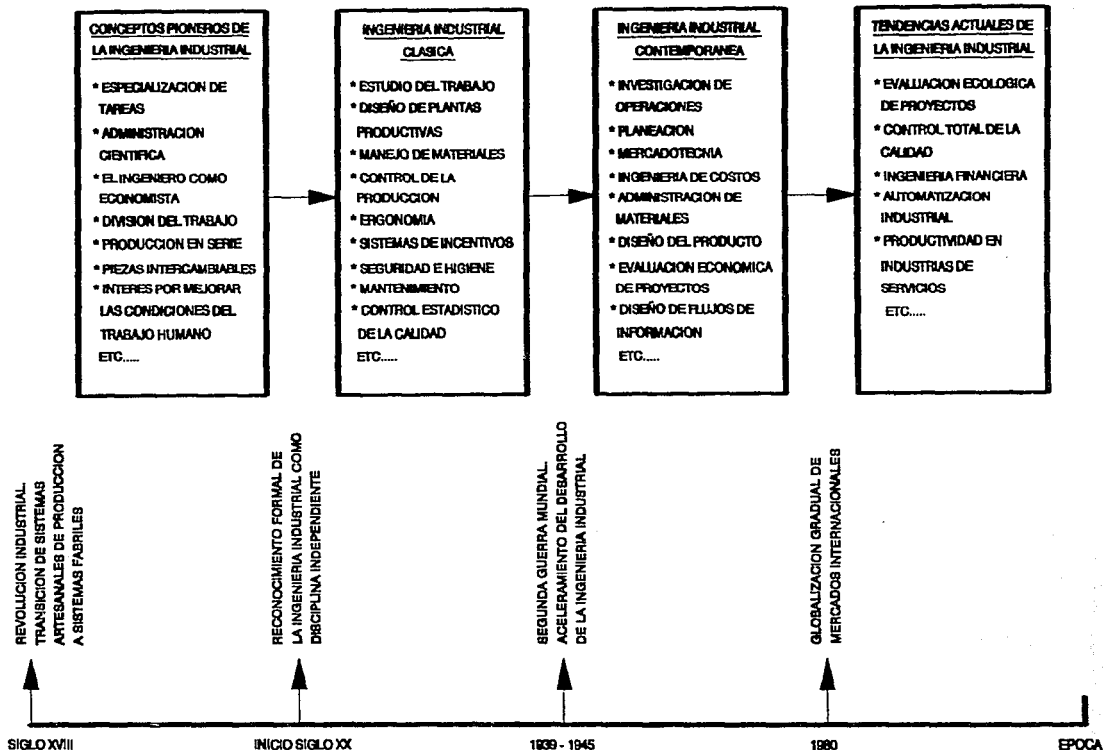 CONCEPTOS PIONEROS DE
LA INGENIERIA INDUSTRIAL
* ESPECIALIZACION DE
TAREAS
* ADMINISTRACION
CIENTIFICA
* EL INGENIERO COMO
ECONOMISTA
* DIVISION DEL TRABAJO
* PRODUCCION EN SERIE
* PIEZAS INTERCAMBIABLES
* INTERES POR MEJORAR
LAS CONDICIONES DEL
TRABAJO HUMANO
ETC.....
INGENIERIA INDUSTRIAL
CLASICA
* ESTUDIO DEL TRABAJO
* DISEÑO DE PLANTAS
PRODUCTIVAS
* MANEJO DE MATERIALES
* CONTROL DE LA
PRODUCCION
* ERGONOMIA
* SISTEMAS DE INCENTIVOS
* SEGURIDAD E HIGIENE
* MANTENIMIENTO
* CONTROL ESTADISTICO
DE LA CALIDAD
ETC.....
INGENIERIA INDUSTRIAL
CONTEMPORANEA
* INVESTIGACION DE
OPERACIONES
* PLANEACION
* MERCADOTECNIA
* INGENIERIA DE COSTOS
* ADMINISTRACION DE
MATERIALES
* DISEÑO DEL PRODUCTO
* EVALUACION ECONOMICA
DE PROYECTOS
* DISEÑO DE FLUJOS DE
INFORMACION
ETC.....
TENDENCIAS ACTUALES DE
LA INGENIERIA INDUSTRIAL
* EVALUACION ECOLOGICA
DE PROYECTOS
* CONTROL TOTAL DE LA
CALIDAD
* INGENIERIA FINANCIERA
* AUTOMATIZACION
INDUSTRIAL
* PRODUCTIVIDAD EN
INDUSTRIAS DE
SERVICIOS
ETC.....
REVOLUCION INDUSTRIAL.
TRANSICION DE SISTEMAS
ARTESANALES DE PRODUCCION
A SISTEMAS FABRILES
RECONOCIMIENTO FORMAL DE
LA INGENIERIA INDUSTRIAL COMO
DISCIPLINA INDEPENDIENTE
SEGUNDA GUERRA MUNDIAL.
ACELERAMIENTO DEL DESARROLLO
DE LA INGENIERIA INDUSTRIAL
GLOBALIZACION GRADUAL DE
MERCADOS INTERNACIONALES
SIGLO XVIII
INICIO SIGLO XX
1939 - 1945
1980
EPOCA